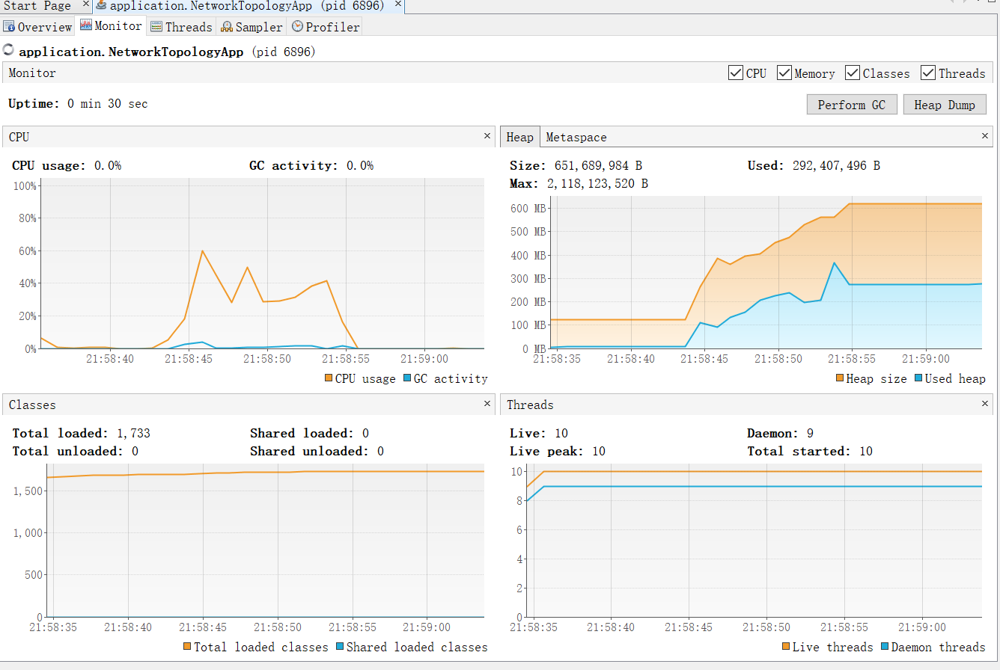 Start Page × application.NetworkTopologyApp (pid 6896) ×
Overview Monitor Threads Sampler Profiler
application.NetworkTopologyApp (pid 6896)
Monitor CPU Memory Classes Threads
Uptime: 0 min 30 sec Perform GC Heap Dump
CPU ×
CPU usage: 0.0% GC activity: 0.0%
100%
80%
60%
40%
20%
0%
21:58:40 21:58:45 21:58:50 21:58:55 21:59:00
CPU usage GC activity
Heap Metaspace ×
Size: 651,689,984 B Used: 292,407,496 B
Max: 2,118,123,520 B
600 MB
500 MB
400 MB
300 MB
200 MB
100 MB
0 MB
21:58:35 21:58:40 21:58:45 21:58:50 21:58:55 21:59:00
Heap size Used heap
Classes ×
Total loaded: 1,733 Shared loaded: 0
Total unloaded: 0 Shared unloaded: 0
1,500
1,000
500
0
21:58:35 21:58:40 21:58:45 21:58:50 21:58:55 21:59:00
Total loaded classes Shared loaded classes
Threads ×
Live: 10 Daemon: 9
Live peak: 10 Total started: 10
10
8
6
4
2
0
21:58:35 21:58:40 21:58:45 21:58:50 21:58:55 21:59:00
Live threads Daemon threads